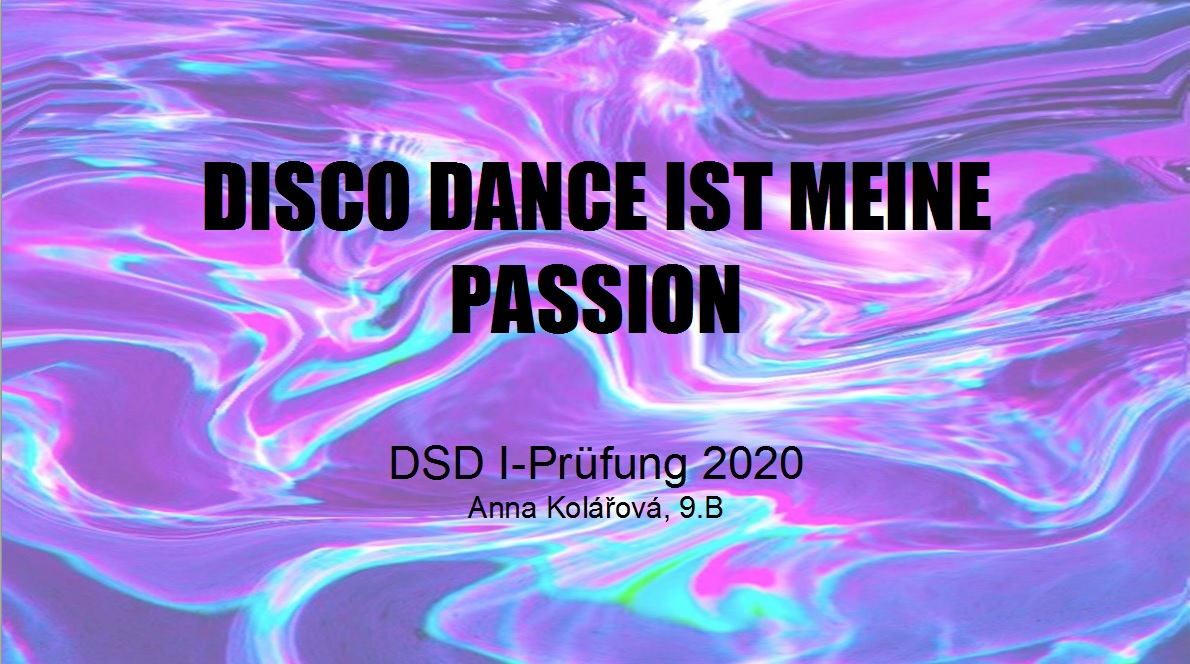 DISCO DANCE IST MEINE
PASSION
DSD I-Prüfung 2020
Anna Kolářová, 9.B